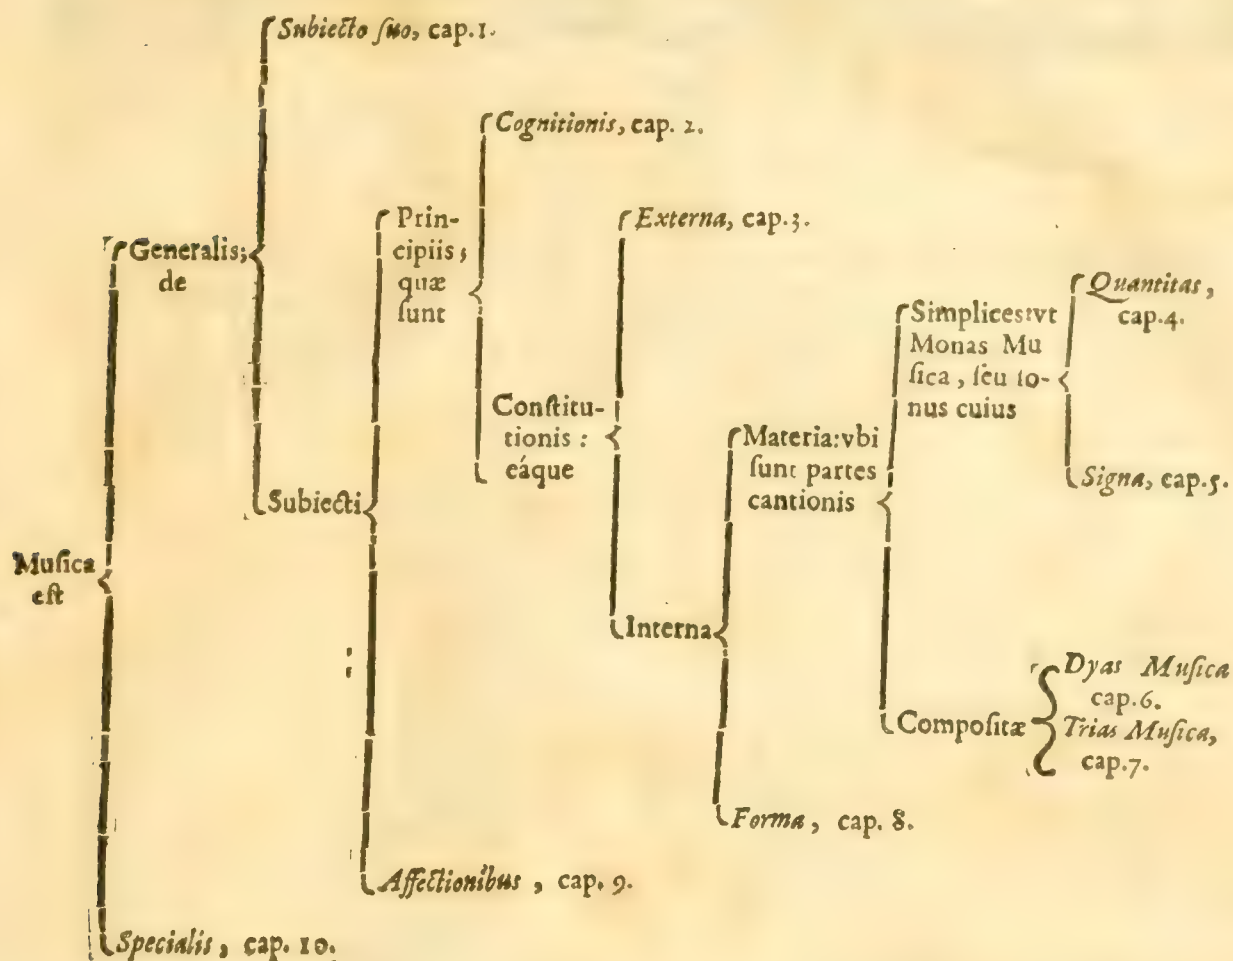 Subiecto ſuo, cap.1.
Cognitionis, cap. 2.
Prin-
cipiis;
quæ
ſunt
Externa, cap.3.
Generalis;
de
Quantitas,
cap.4.
Simplices:vt
Monas Mu
ſica, ſeu ſo-
nus cuius
Conſtitu-
tionis :
eáque
Materia:vbi
ſunt partes
cantionis
Signa, cap.5.
Subiecti
Muſica
eſt
Interna
Dyas Muſica
cap.6.
Compoſitæ
Trias Muſica,
cap.7.
Forma, cap. 8.
Affectionibus, cap. 9.
Specialis, cap. 10.